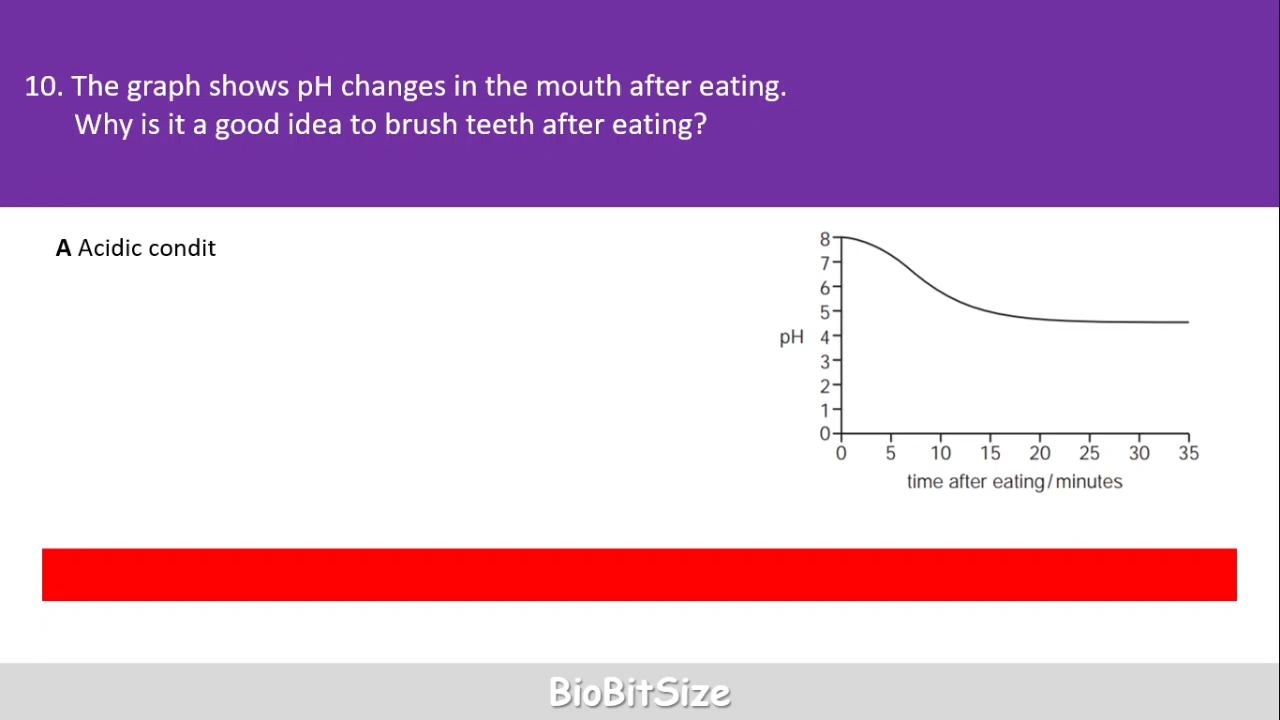 10. The graph shows pH changes in the mouth after eating.
Why is it a good idea to brush teeth after eating?
A Acidic condit
8
7
6
5
pH 4
3
2
1
0
0 5 10 15 20 25 30 35
time after eating/minutes
BioBitSize